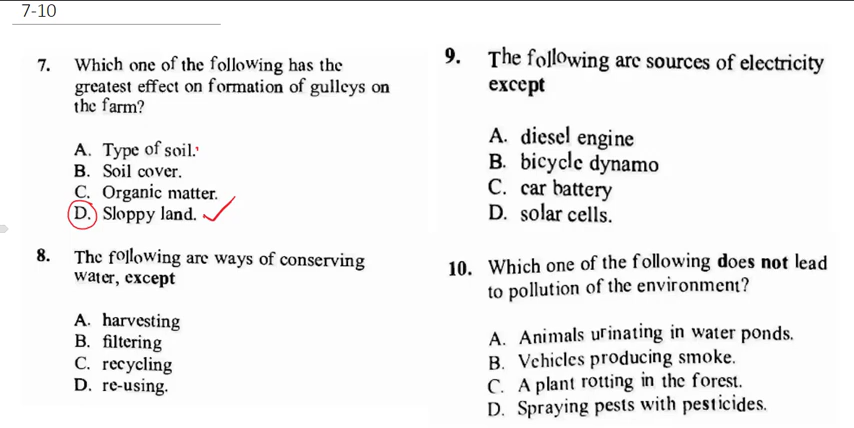 7-10
7. Which one of the following has the
greatest effect on formation of gulleys on
the farm?
A. Type of soil.
B. Soil cover.
C. Organic matter.
D. Sloppy land.
8. The following are ways of conserving
water, except
A. harvesting
B. filtering
C. recycling
D. re-using.
9. The following are sources of electricity
except
A. diesel engine
B. bicycle dynamo
C. car battery
D. solar cells.
10. Which one of the following does not lead
to pollution of the environment?
A. Animals urinating in water ponds.
B. Vehicles producing smoke.
C. A plant rotting in the forest.
D. Spraying pests with pesticides.